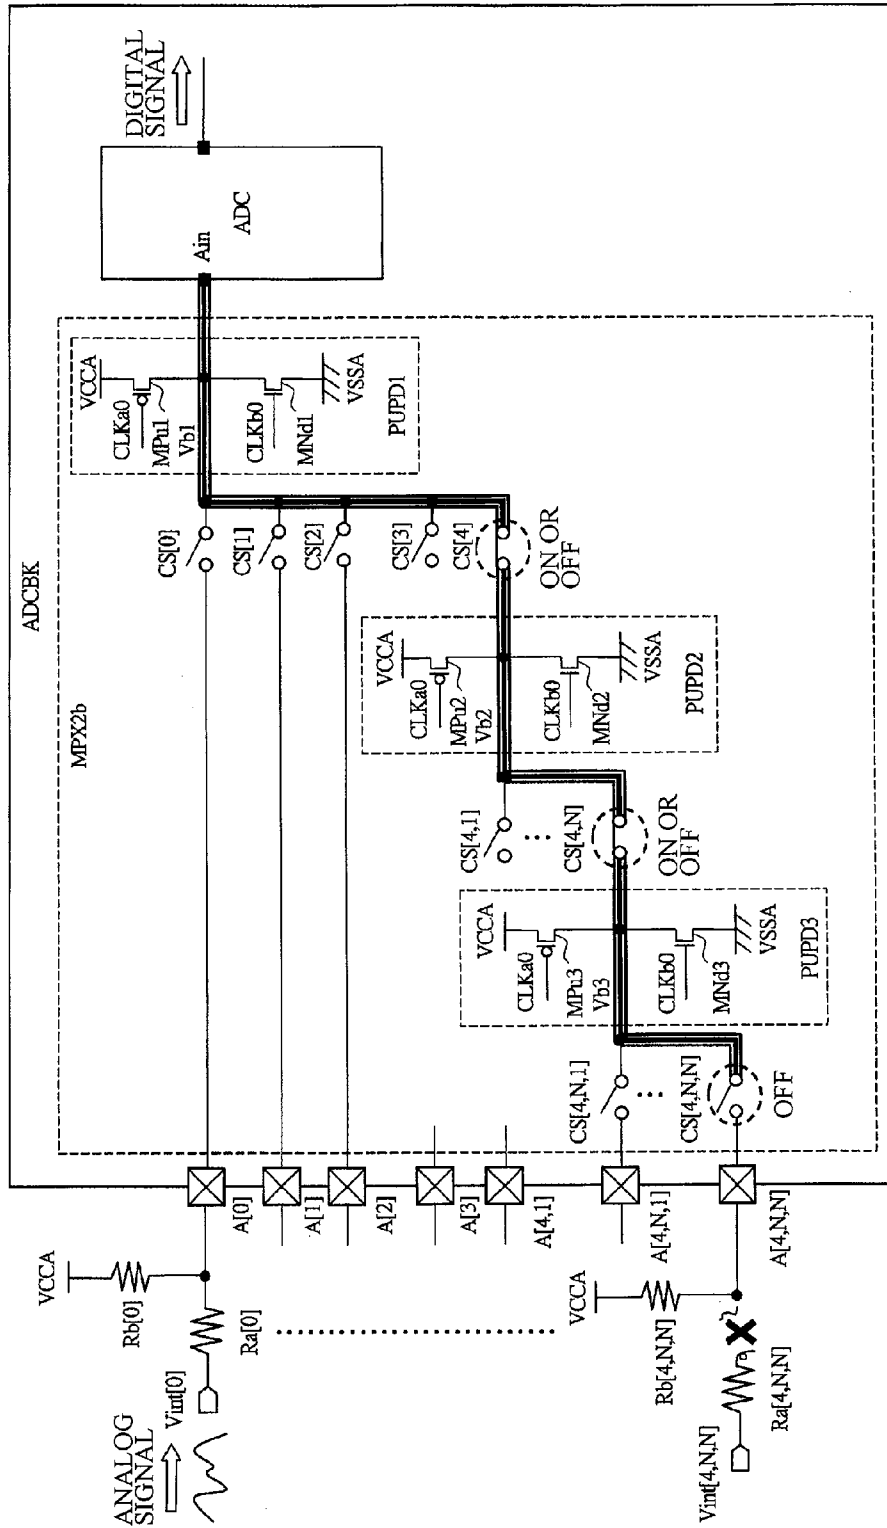 ADCBK
MPX2b
ANALOG
SIGNAL
Vint[0]
VCCA
Rb[0]
Ra[0]
A[0]
A[1]
A[2]
A[3]
A[4,1]
A[4,N,1]
A[4,N,N]
VCCA
Rb[4,N,N]
Ra[4,N,N]
Vint[4,N,N]
CS[4,N,1]
CS[4,N,N]
OFF
VCCA
CLKa0
MPu3
Vb3
CLKb0
MNd3
VSSA
PUPD3
CS[4,1]
CS[4,N]
ON OR
OFF
VCCA
CLKa0
MPu2
Vb2
CLKb0
MNd2
VSSA
PUPD2
CS[0]
CS[1]
CS[2]
CS[3]
CS[4]
ON OR
OFF
VCCA
CLKa0
MPu1
Vb1
CLKb0
MNd1
VSSA
PUPD1
Ain
ADC
DIGITAL
SIGNAL